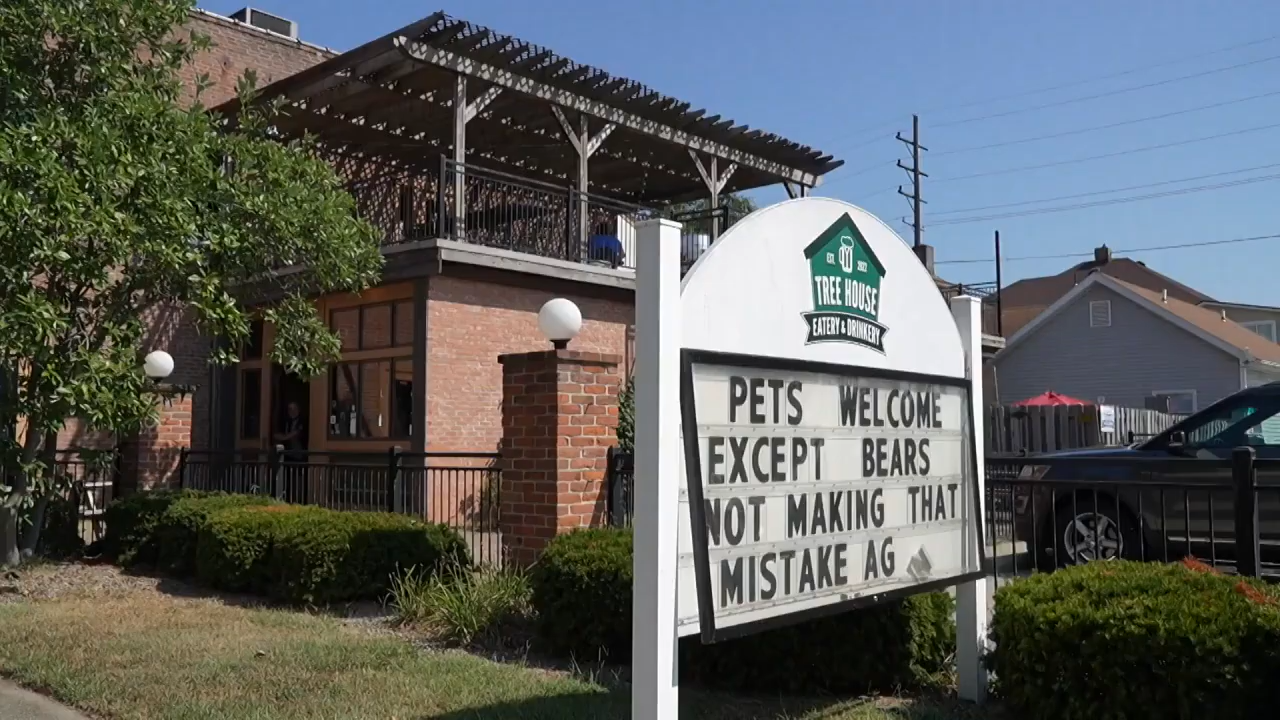 EST. 2022
TREE HOUSE
EATERY & DRINKERY
PETS WELCOME
EXCEPT BEARS
NOT MAKING THAT
MISTAKE AG